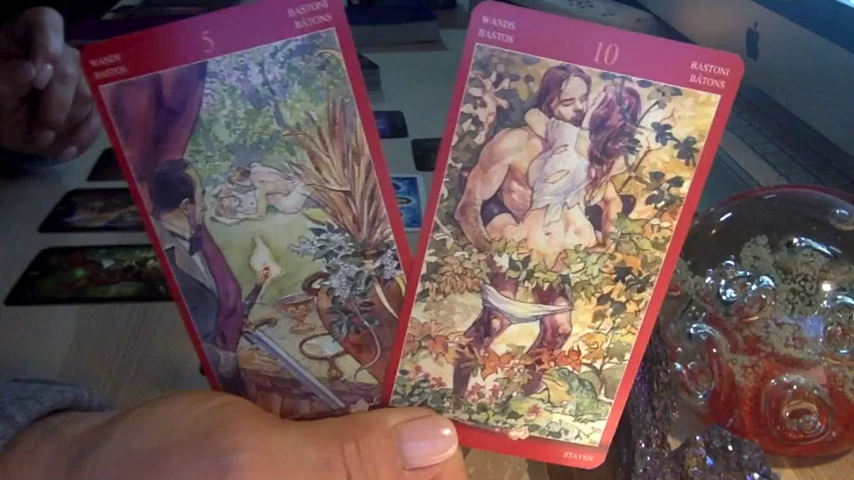 WANDS
BASTOS
5
BASTONI
BÂTONS
WANDS
BASTOS
10
BASTONI
BÂTONS
STAVEN